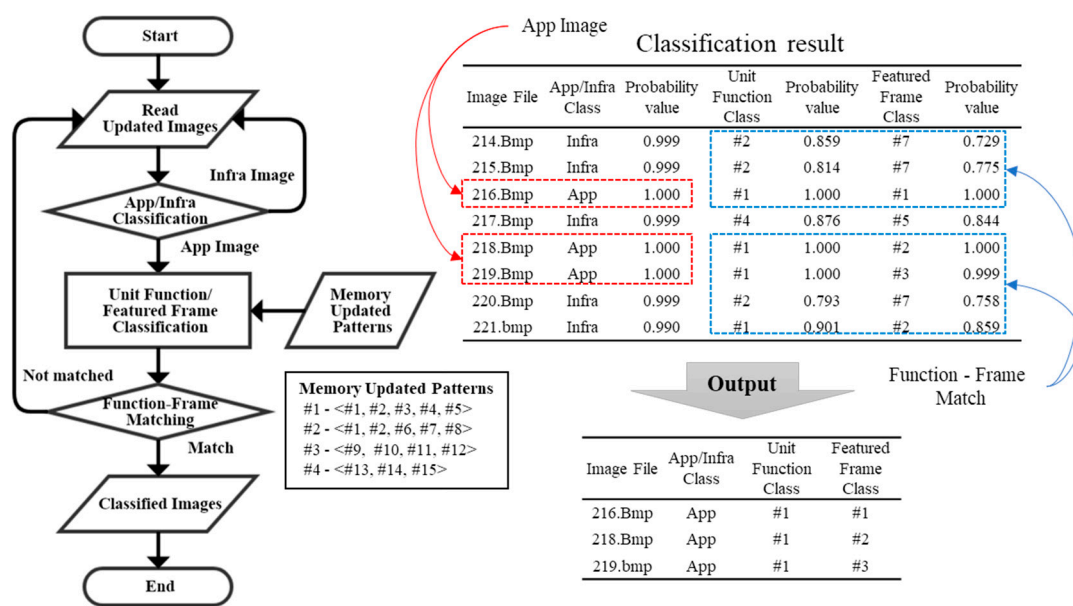 Start
Read
Updated Images
Infra Image
App/Infra
Classification
App Image
Unit Function/
Featured Frame
Classification
Memory
Updated
Patterns
Not matched
Function-Frame
Matching
Match
Classified Images
End
Memory Updated Patterns
#1 - <#1, #2, #3, #4, #5>
#2 - <#1, #2, #6, #7, #8>
#3 - <#9, #10, #11, #12>
#4 - <#13, #14, #15>
App Image
Classification result
Image File App/Infra Class Probability value Unit Function Class Probability value Featured Frame Class Probability value
214.Bmp Infra 0.999 #2 0.859 #7 0.729
215.Bmp Infra 0.999 #2 0.814 #7 0.775
216.Bmp App 1.000 #1 1.000 #1 1.000
217.Bmp Infra 0.999 #4 0.876 #5 0.844
218.Bmp App 1.000 #1 1.000 #2 1.000
219.Bmp App 1.000 #1 1.000 #3 0.999
220.Bmp Infra 0.999 #2 0.793 #7 0.758
221.bmp Infra 0.990 #1 0.901 #2 0.859
Output
Function - Frame
Match
Image File App/Infra Class Unit Function Class Featured Frame Class
216.Bmp App #1 #1
218.Bmp App #1 #2
219.bmp App #1 #3